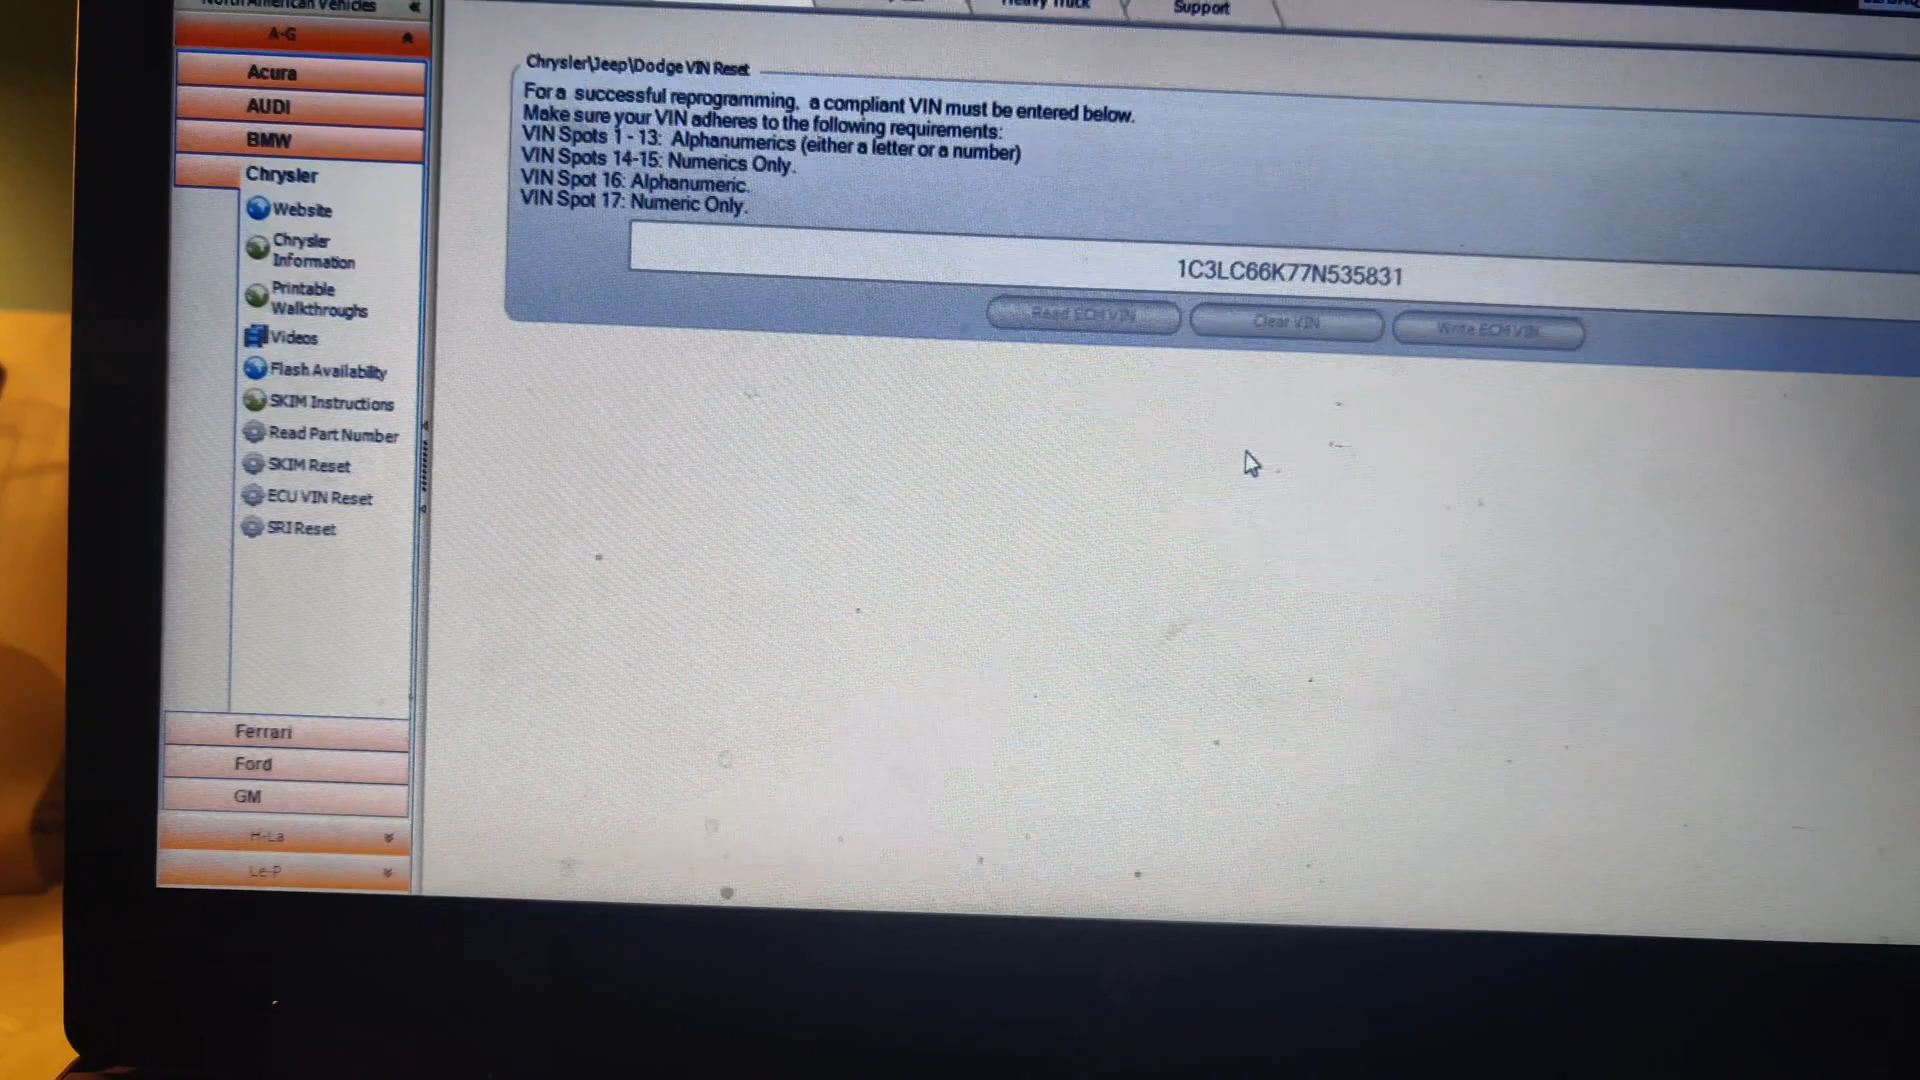 North American Vehicles
A-G
Acura
AUDI
BMW
Chrysler
Website
Chrysler
Information
Printable
Walkthroughs
Videos
Flash Availability
SKIM Instructions
Read Part Number
SKIM Reset
ECU VIN Reset
SRI Reset
Ferrari
Ford
GM
H-La
Le-P
Heavy Truck
Support
Chrysler\Jeep\Dodge VIN Reset
For a successful reprogramming, a compliant VIN must be entered below.
Make sure your VIN adheres to the following requirements:
VIN Spots 1 - 13: Alphanumerics (either a letter or a number)
VIN Spots 14-15: Numerics Only.
VIN Spot 16: Alphanumeric.
VIN Spot 17: Numeric Only.
1C3LC66K77N535831
Read ECM VIN
Clear VIN
Write ECM VIN